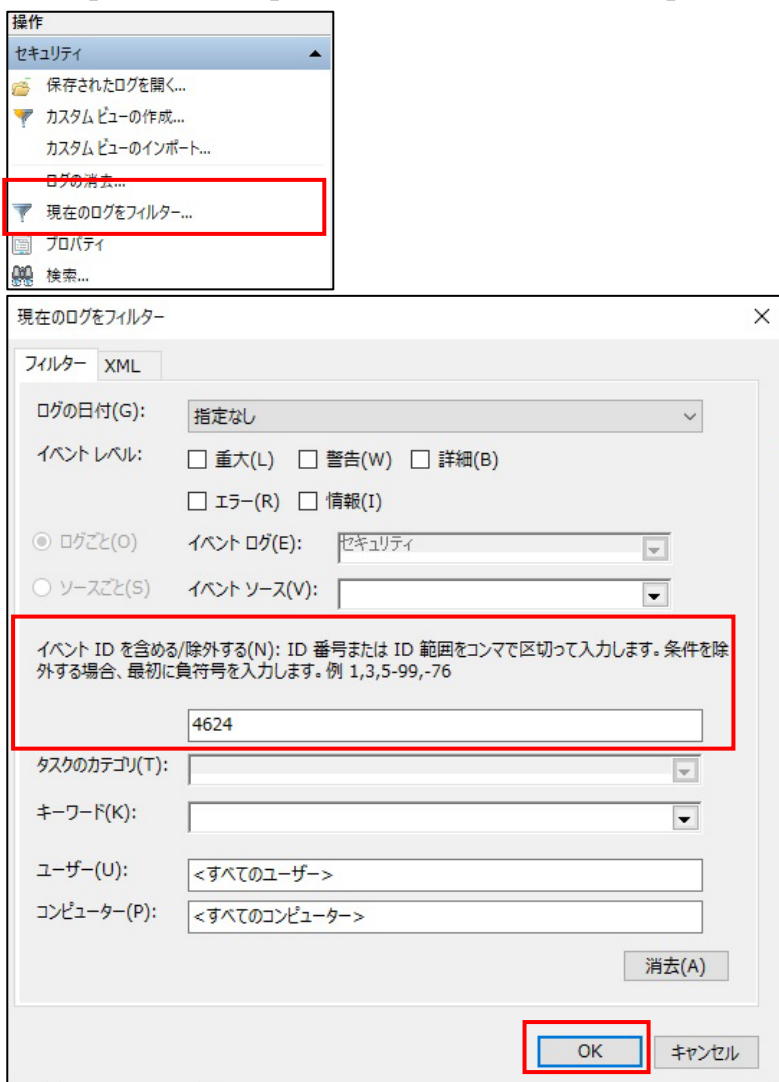 操作
セキュリティ
保存されたログを開く...
カスタム ビューの作成...
カスタム ビューのインポート...
ログの消去...
現在のログをフィルター...
プロパティ
検索...
現在のログをフィルター
フィルター XML
ログの日付(G): 指定なし
イベント レベル: 重大(L) 警告(W) 詳細(B)
エラー(R) 情報(I)
ログごと(O) イベント ログ(E): セキュリティ
ソースごと(S) イベント ソース(V):
イベント ID を含める/除外する(N): ID 番号または ID 範囲をコンマで区切って入力します。条件を除
外する場合、最初に負符号を入力します。例 1,3,5-99,-76
4624
タスクのカテゴリ(T):
キーワード(K):
ユーザー(U): <すべてのユーザー>
コンピューター(P): <すべてのコンピューター>
消去(A)
OK キャンセル